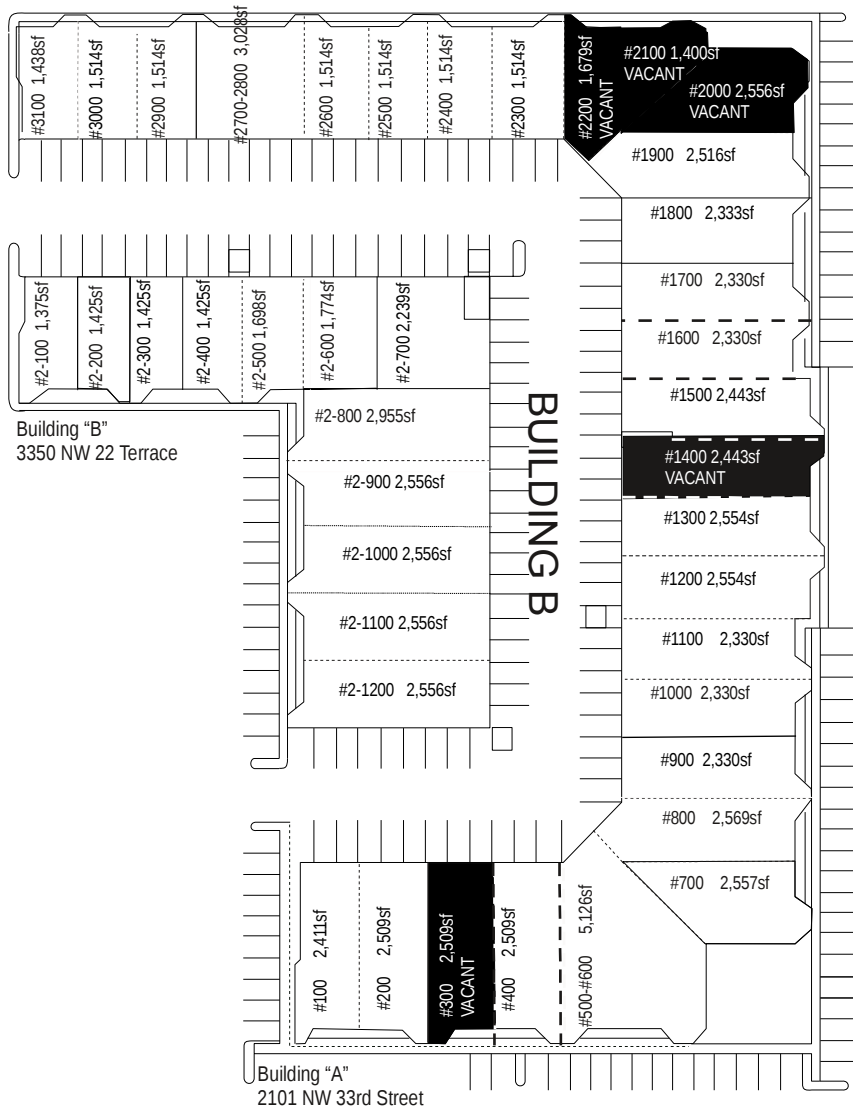 #3100 1,438sf
#3000 1,514sf
#2900 1,514sf
#2700-2800 3,028sf
#2600 1,514sf
#2500 1,514sf
#2400 1,514sf
#2300 1,514sf
#2200 1,679sf
VACANT
#2100 1,400sf
VACANT
#2000 2,556sf
VACANT
#1900 2,516sf
#1800 2,333sf
#1700 2,330sf
#1600 2,330sf
#1500 2,443sf
#1400 2,443sf
VACANT
#1300 2,554sf
#1200 2,554sf
#1100 2,330sf
#1000 2,330sf
#900 2,330sf
#800 2,569sf
#700 2,557sf
#2-100 1,375sf
#2-200 1,425sf
#2-300 1,425sf
#2-400 1,425sf
#2-500 1,698sf
#2-600 1,774sf
#2-700 2,239sf
#2-800 2,955sf
#2-900 2,556sf
#2-1000 2,556sf
#2-1100 2,556sf
#2-1200 2,556sf
Building “B”
3350 NW 22 Terrace
BUILDING B
#100 2,411sf
#200 2,509sf
#300 2,509sf
VACANT
#400 2,509sf
#500-#600 5,126sf
Building “A”
2101 NW 33rd Street